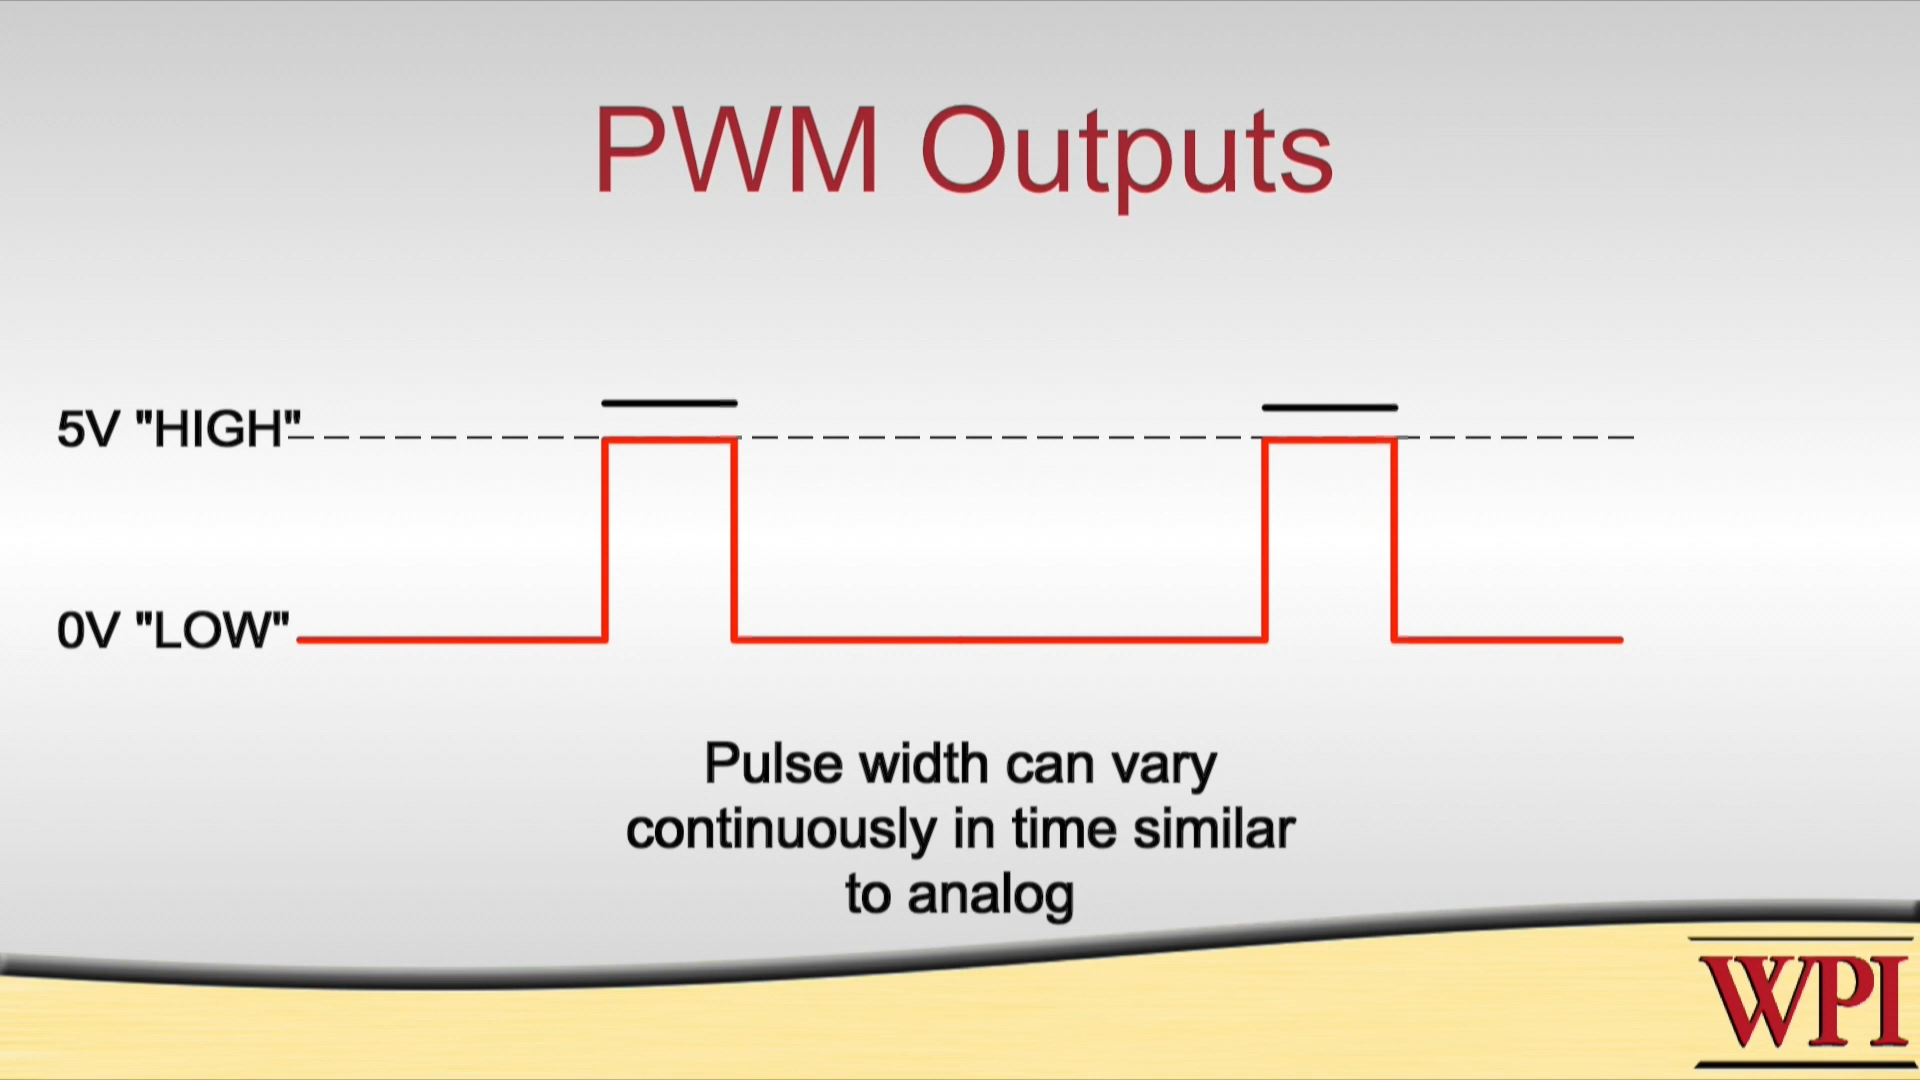 PWM Outputs
5V "HIGH"
0V "LOW"
Pulse width can vary
continuously in time similar
to analog
WPI